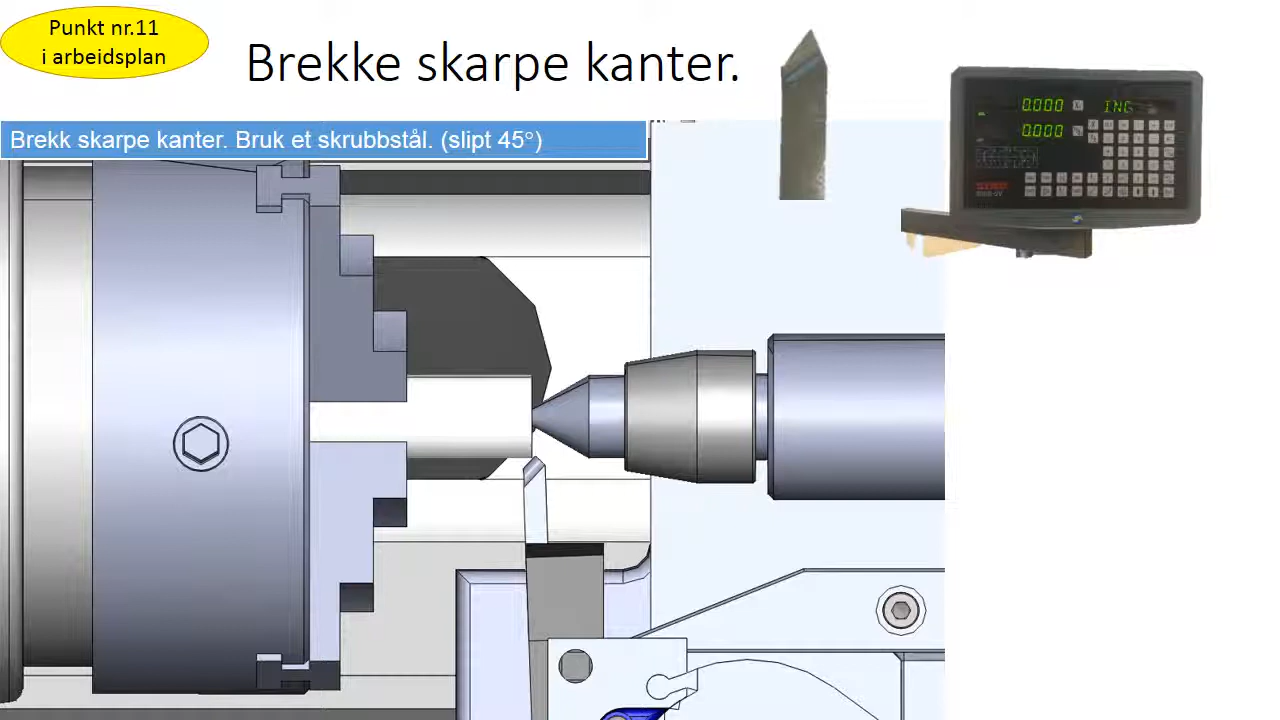 Punkt nr.11
i arbeidsplan
Brekke skarpe kanter.
Brekk skarpe kanter. Bruk et skrubbstål. (slipt 45°)
0.000
0.000